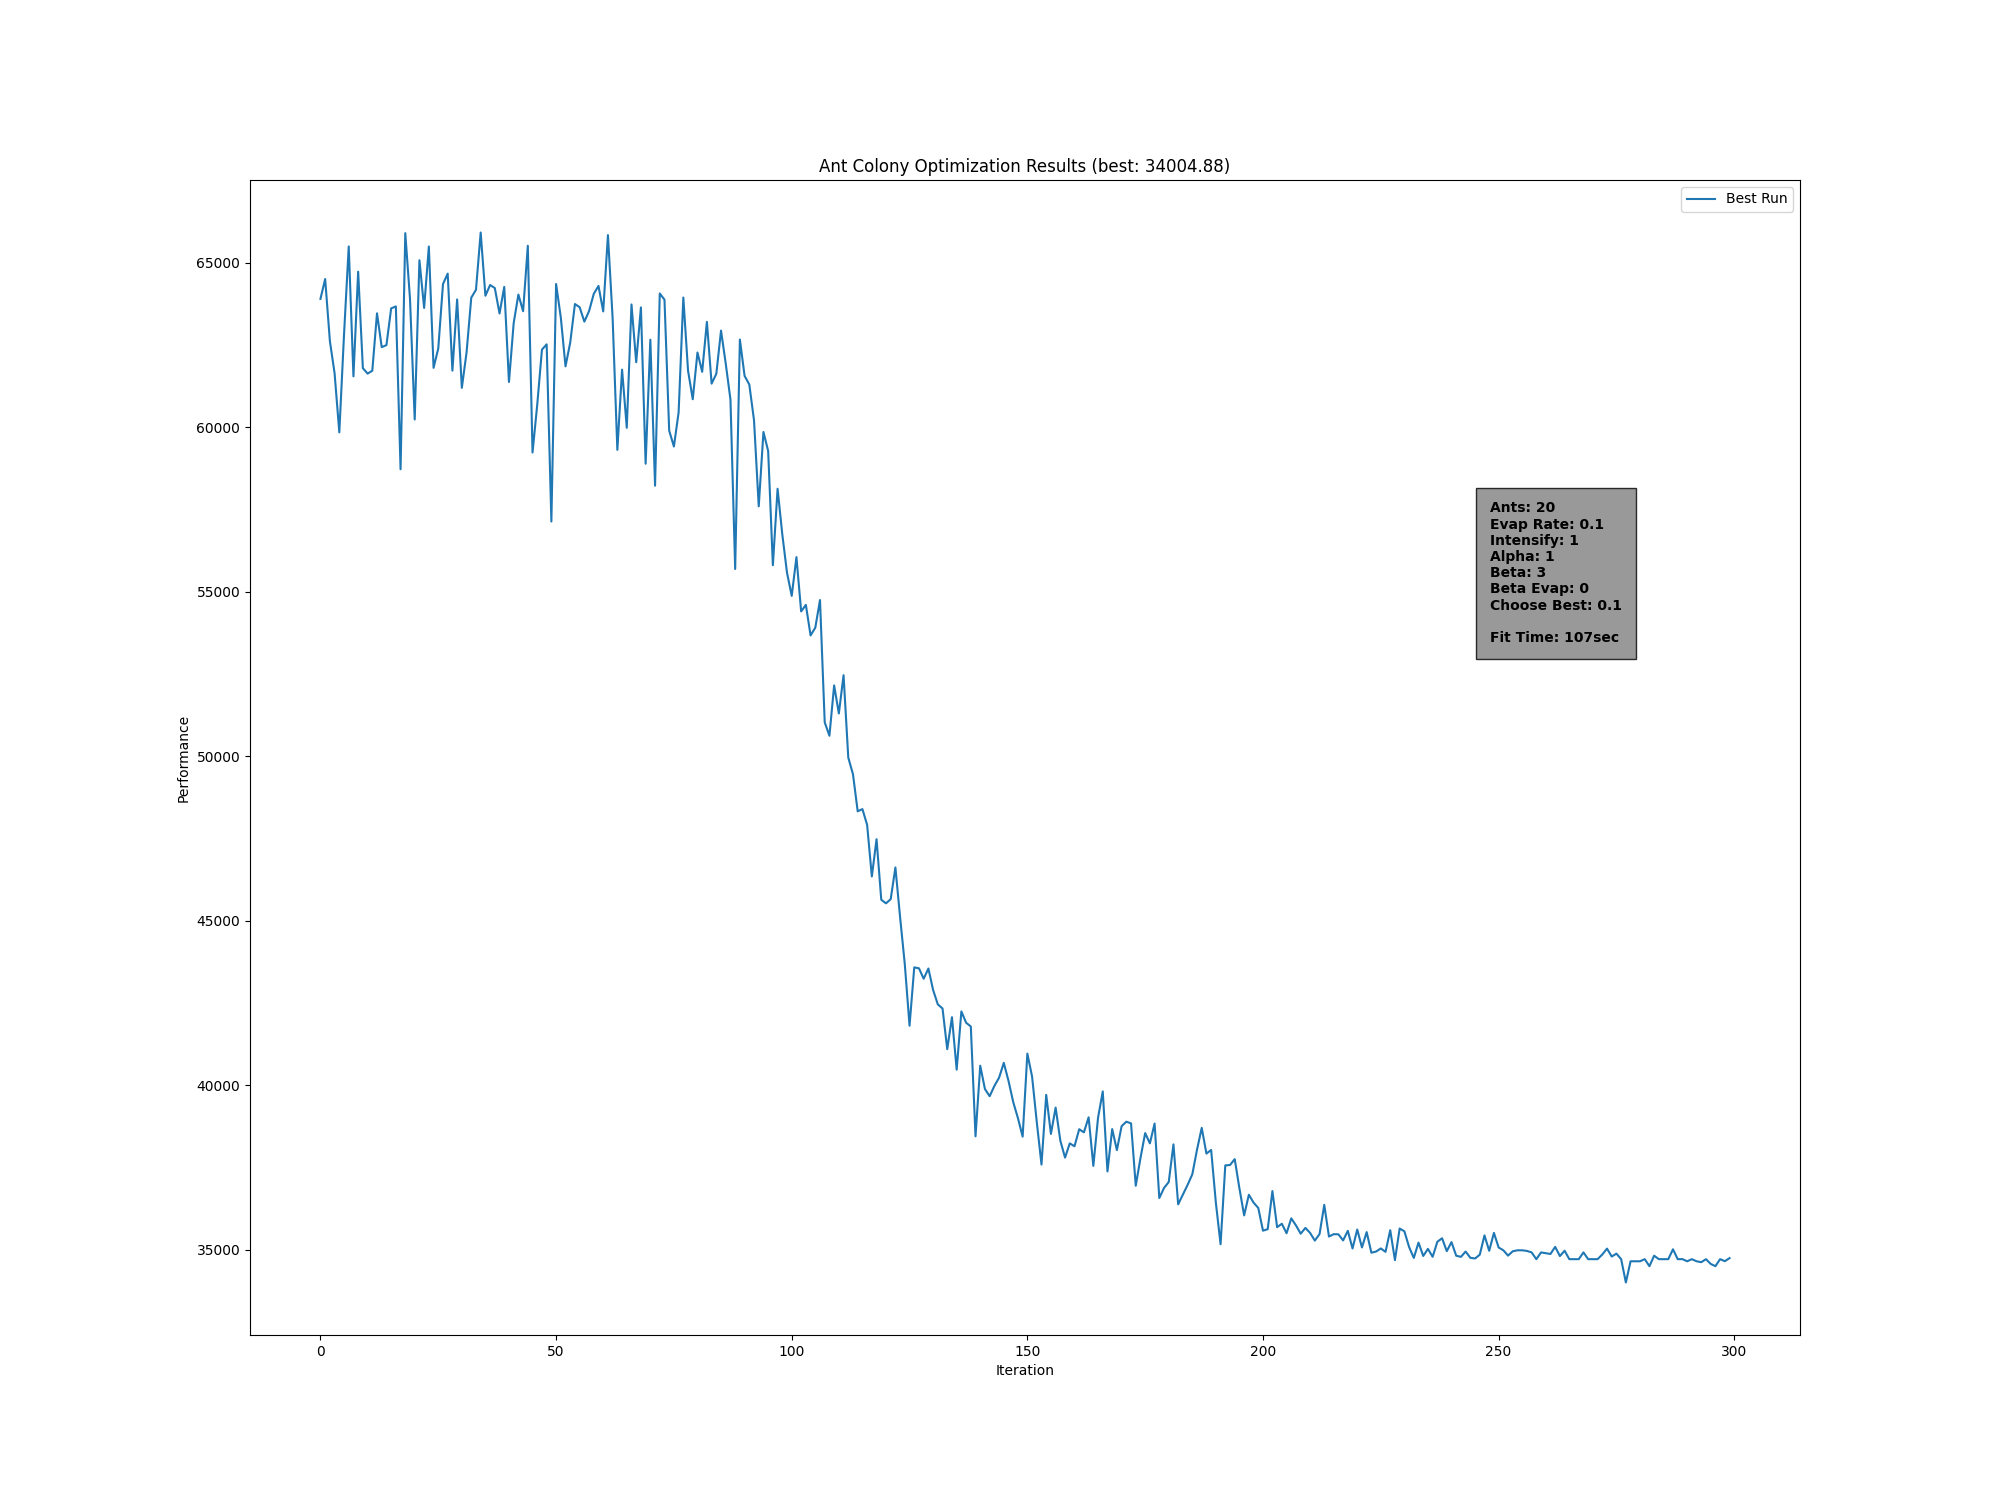 Ant Colony Optimization Results (best: 34004.88)
Best Run
65000
60000
55000
50000
45000
40000
35000
Performance
Ants: 20
Evap Rate: 0.1
Intensify: 1
Alpha: 1
Beta: 3
Beta Evap: 0
Choose Best: 0.1
Fit Time: 107sec
0 50 100 150 200 250 300
Iteration